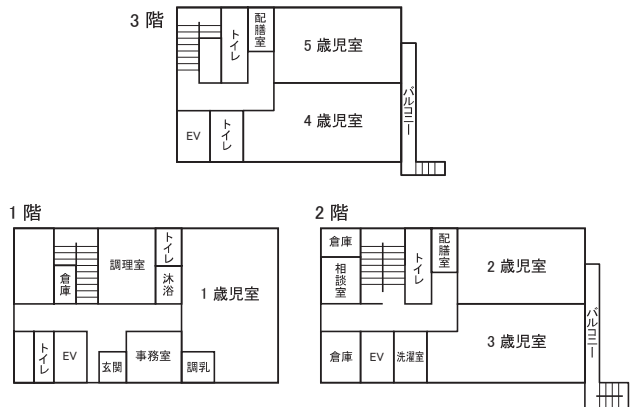 3階
トイレ
配膳室
5歳児室
4歳児室
バルコニー
EV
トイレ
1階
倉庫
調理室
トイレ
沐浴
1歳児室
トイレ
EV
玄関
事務室
調乳
2階
倉庫
相談室
トイレ
配膳室
2歳児室
3歳児室
バルコニー
倉庫
EV
洗濯室